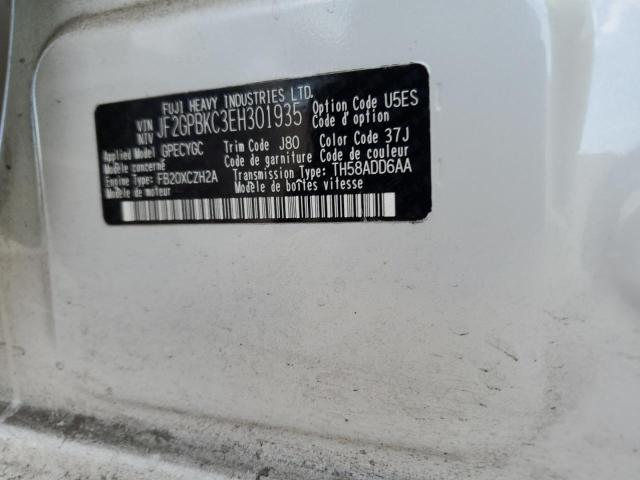 FUJI HEAVY INDUSTRIES LTD.
VIN NIV JF2GPBKC3EH301935 Option Code U5ES
Code d'option
Applied Model GPECYGC Trim Code J80 Color Code 37J
Modèle concerné Code de garniture Code de couleur
Engine Type FB20XCZH2A Transmission Type TH58ADD6AA
Modèle de moteur Modèle de boîtes vitesse